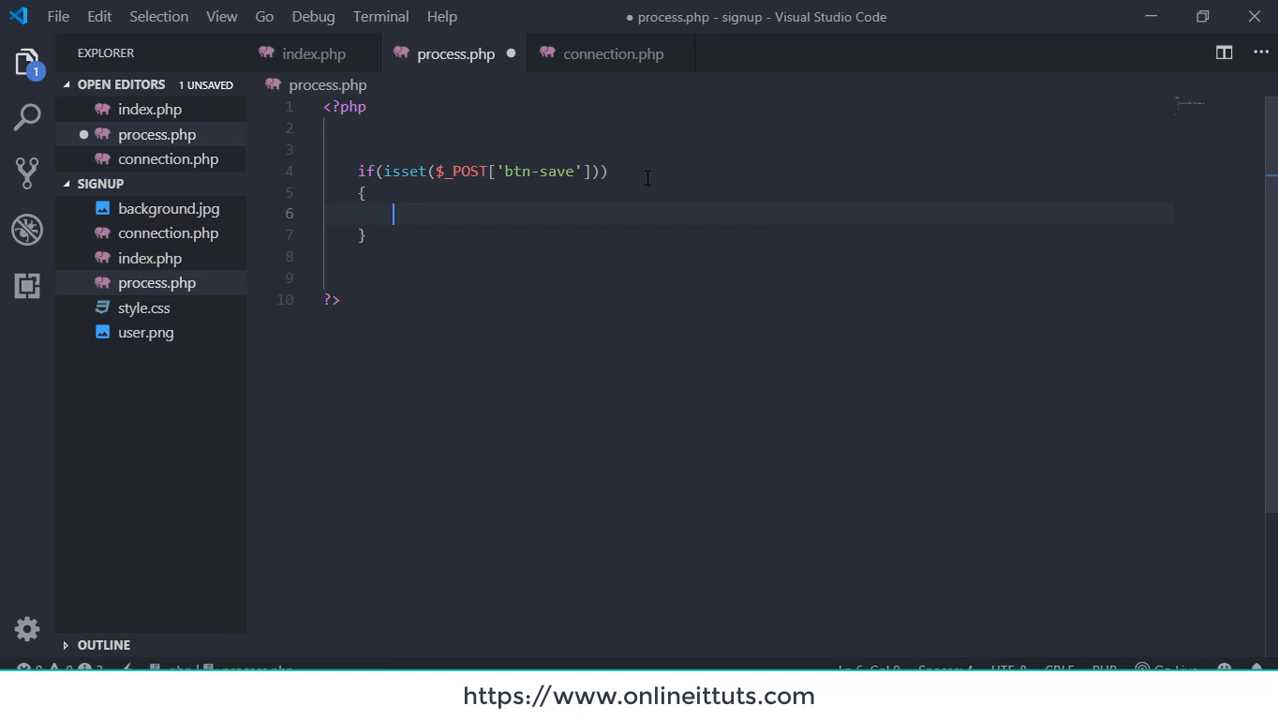 File Edit Selection View Go Debug Terminal Help ● process.php - signup - Visual Studio Code
EXPLORER
index.php process.php ● connection.php
OPEN EDITORS 1 UNSAVED
index.php
process.php
connection.php
SIGNUP
background.jpg
connection.php
index.php
process.php
style.css
user.png
OUTLINE
1
process.php
1 <?php
2
3
4 if(isset($_POST['btn-save']))
5 {
6
7 }
8
9
10 ?>
https://www.onlineittuts.com